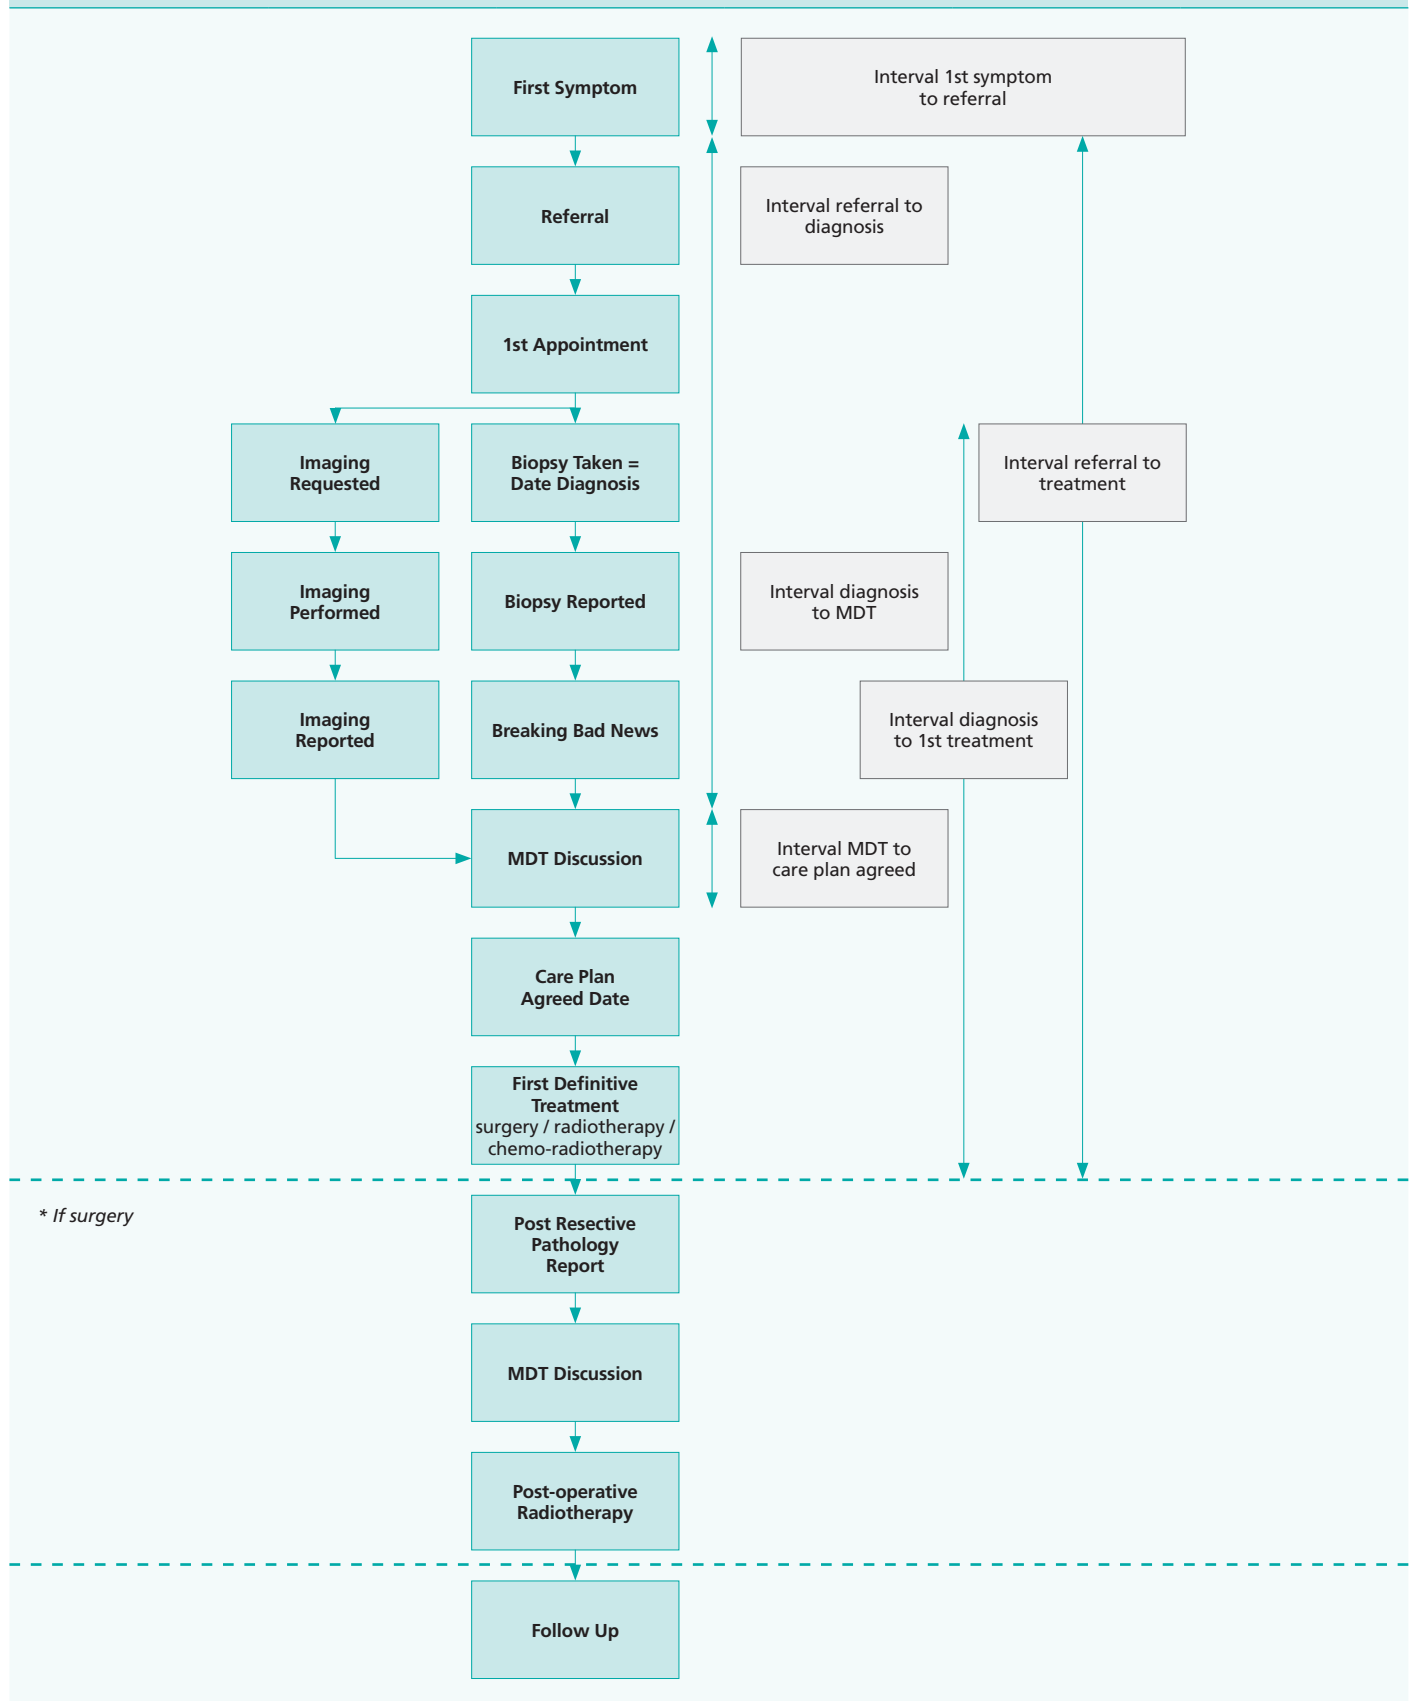 First Symptom
Interval 1st symptom
to referral
Referral
Interval referral to
diagnosis
1st Appointment
Imaging
Requested
Biopsy Taken =
Date Diagnosis
Interval referral to
treatment
Imaging
Performed
Biopsy Reported
Interval diagnosis
to MDT
Imaging
Reported
Breaking Bad News
Interval diagnosis
to 1st treatment
MDT Discussion
Interval MDT to
care plan agreed
Care Plan
Agreed Date
First Definitive
Treatment
surgery / radiotherapy /
chemo-radiotherapy
* If surgery
Post Resective
Pathology
Report
MDT Discussion
Post-operative
Radiotherapy
Follow Up